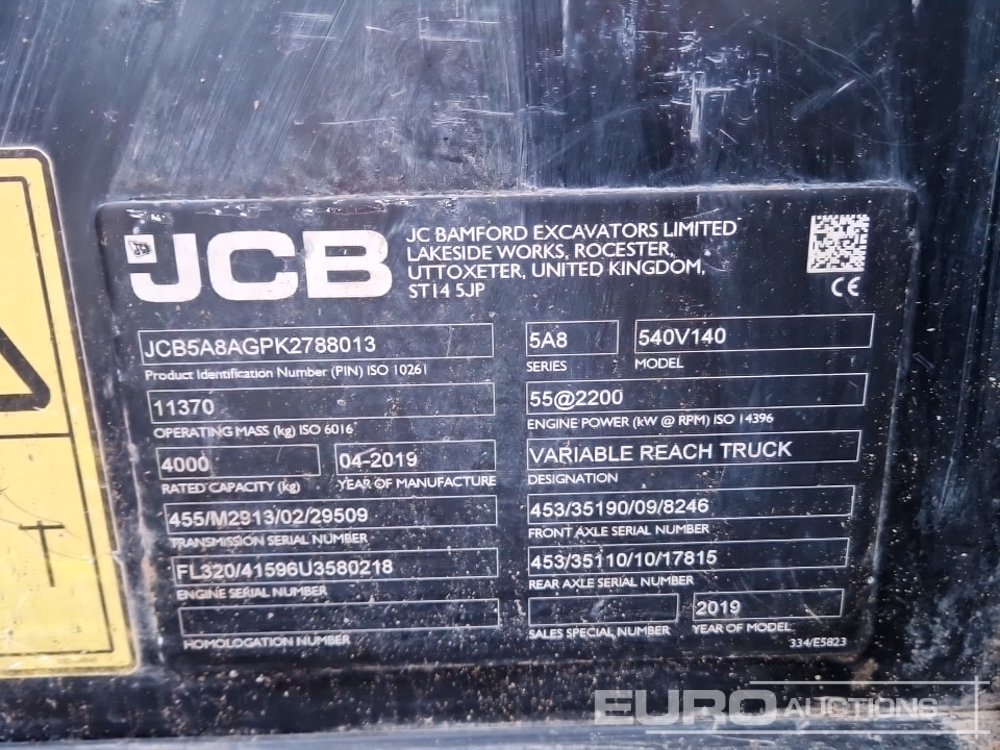 JCB
JCB
JC BAMFORD EXCAVATORS LIMITED
LAKESIDE WORKS, ROCESTER,
UTTOXETER, UNITED KINGDOM,
ST14 5JP
CE
JCB5A8AGPK2788013
Product Identification Number (PIN) ISO 10261
5A8
SERIES
540V140
MODEL
11370
OPERATING MASS (kg) ISO 6016
55@2200
ENGINE POWER (kW @ RPM) ISO 14396
4000
RATED CAPACITY (kg)
04-2019
YEAR OF MANUFACTURE
VARIABLE REACH TRUCK
DESIGNATION
455/M2913/02/29509
TRANSMISSION SERIAL NUMBER
453/35190/09/8246
FRONT AXLE SERIAL NUMBER
FL320/41596U3580218
ENGINE SERIAL NUMBER
453/35110/10/17815
REAR AXLE SERIAL NUMBER
HOMOLOGATION NUMBER
SALES SPECIAL NUMBER
2019
YEAR OF MODEL
334/E5823
EURO AUCTIONS